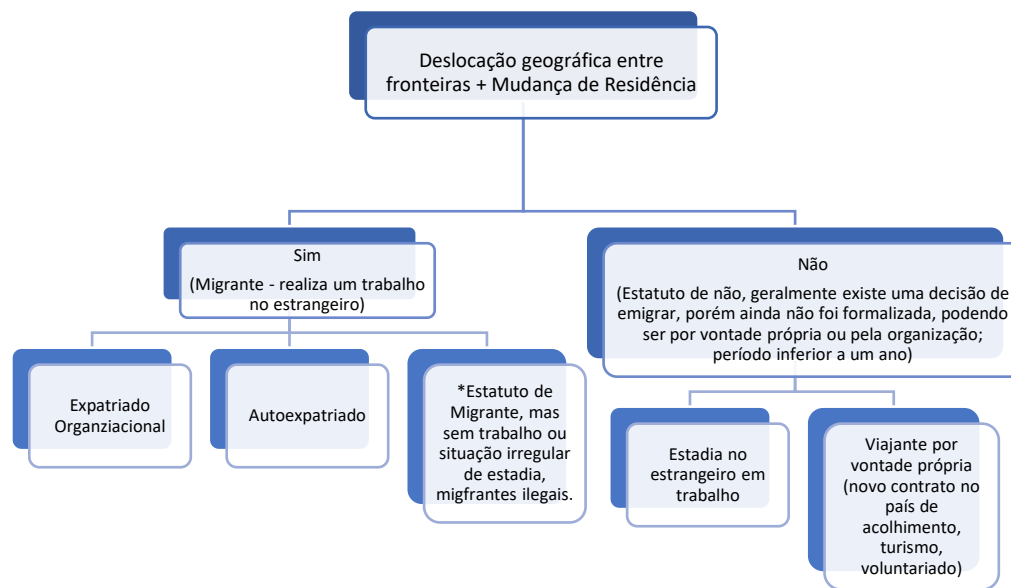 Deslocação geográfica entre
fronteiras + Mudança de Residência
Sim
(Migrante - realiza um trabalho
no estrangeiro)
Não
(Estatuto de não, geralmente existe uma decisão de
emigrar, porém ainda não foi formalizada, podendo
ser por vontade própria ou pela organização;
período inferior a um ano)
Expatriado
Organziacional
Autoexpatriado
*Estatuto de
Migrante, mas
sem trabalho ou
situação irregular
de estadia,
migfrantes ilegais.
Estadia no
estrangeiro em
trabalho
Viajante por
vontade própria
(novo contrato no
país de
acolhimento,
turismo,
voluntariado)